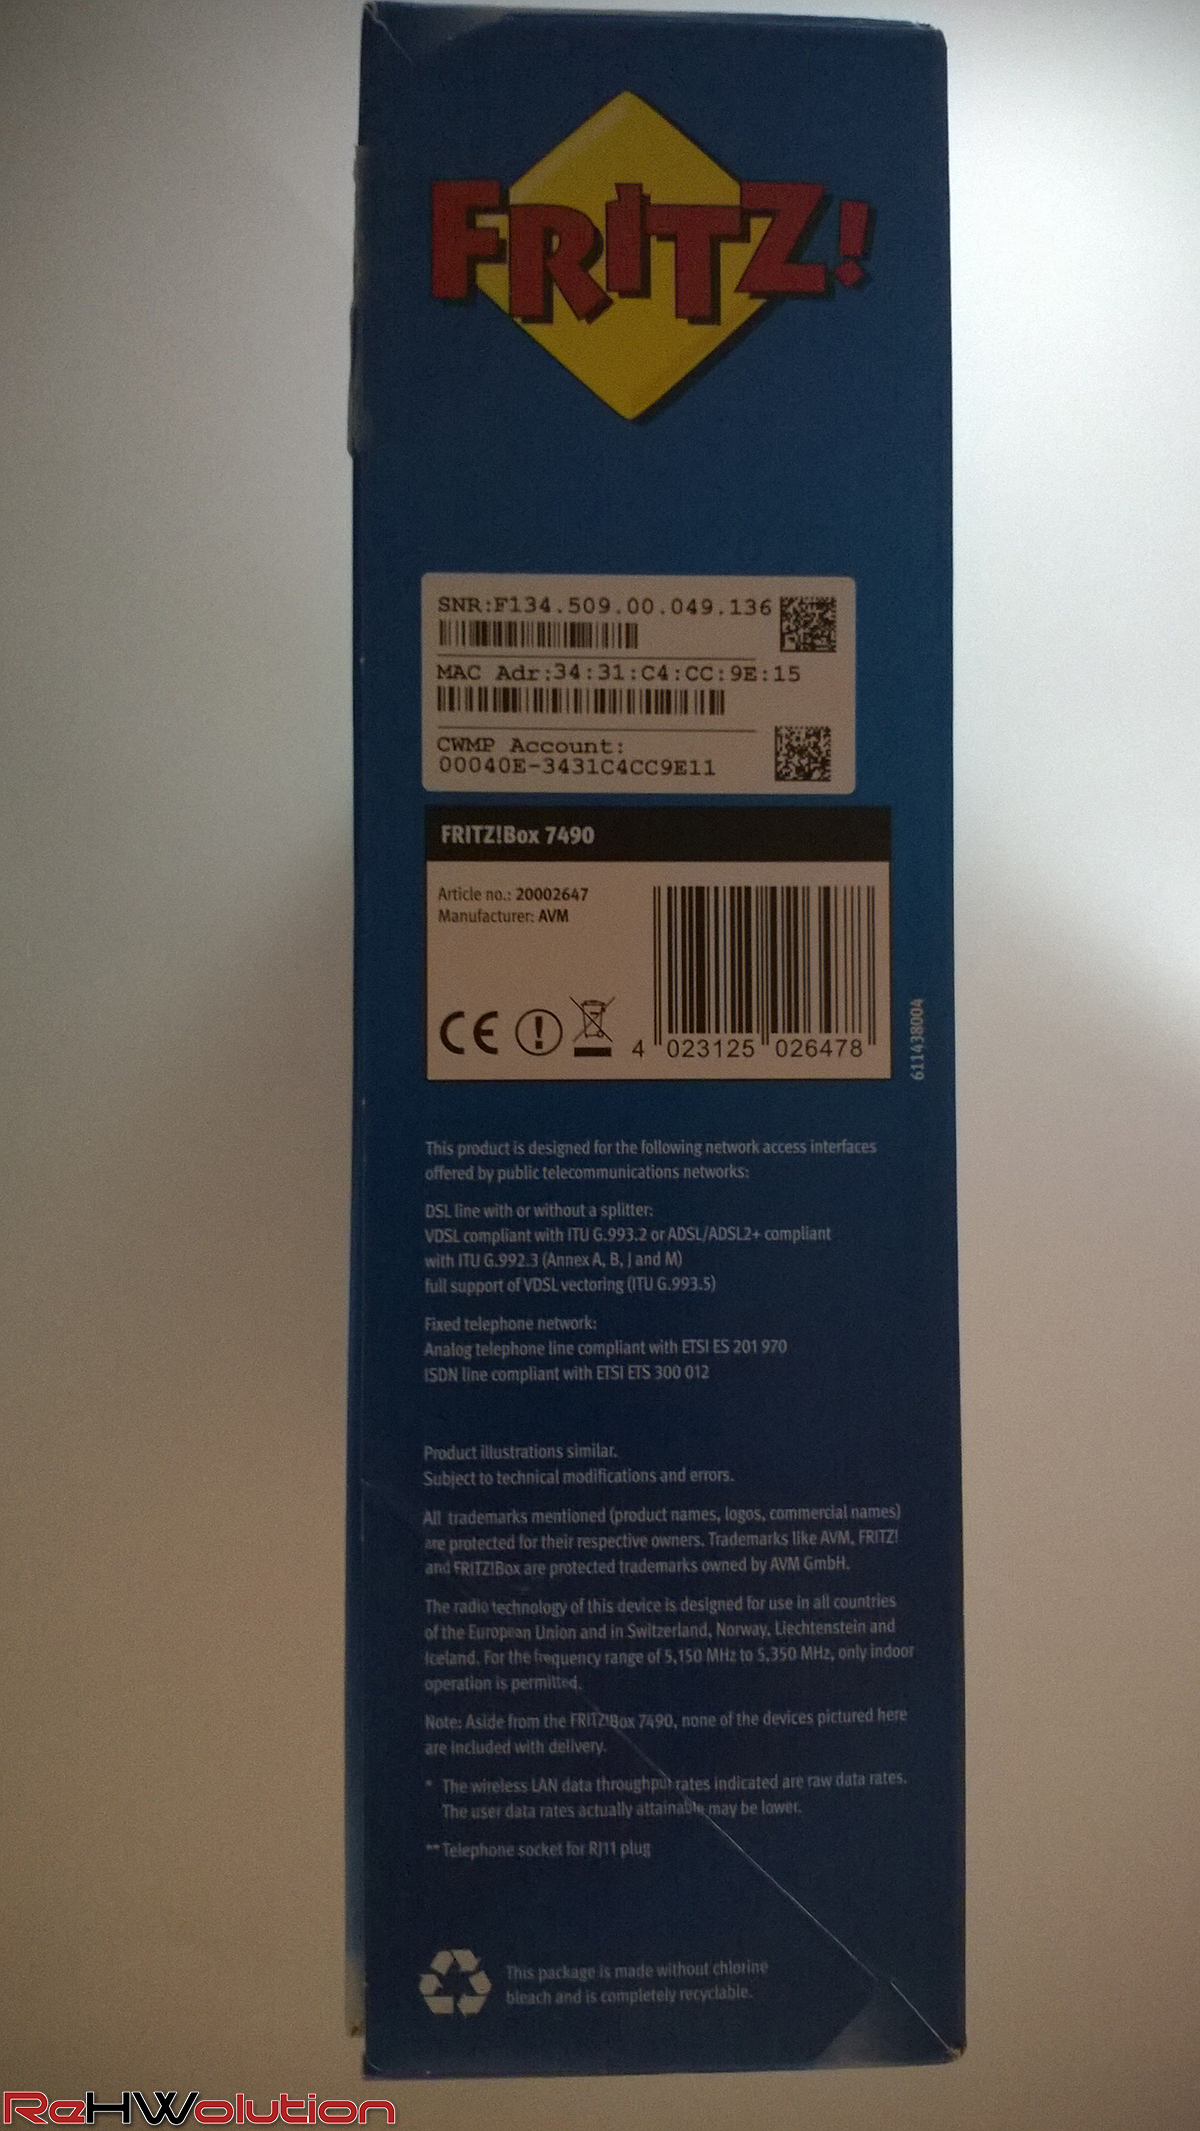 FRITZ!
SNR:F134.509.00.049.136
MAC Adr:34:31:C4:CC:9E:15
CWMP Account:
00040E-3431C4CC9E11
FRITZ!Box 7490
Article no.: 20002647
Manufacturer: AVM
CE
4 023125 026478
611438004
This product is designed for the following network access interfaces
offered by public telecommunications networks:
DSL line with or without a splitter:
VDSL compliant with ITU G.993.2 or ADSL/ADSL2+ compliant
with ITU G.992.3 (Annex A, B, J and M)
full support of VDSL vectoring (ITU G.993.5)
Fixed telephone network:
Analog telephone line compliant with ETSI ES 201 970
ISDN line compliant with ETSI ETS 300 012
Product illustrations similar.
Subject to technical modifications and errors.
All trademarks mentioned (product names, logos, commercial names)
are protected for their respective owners. Trademarks like AVM, FRITZ!
and FRITZ!Box are protected trademarks owned by AVM GmbH.
The radio technology of this device is designed for use in all countries
of the European Union and in Switzerland, Norway, Liechtenstein and
Iceland. For the frequency range of 5,150 MHz to 5,350 MHz, only indoor
operation is permitted.
Note: Aside from the FRITZ!Box 7490, none of the devices pictured here
are included with delivery.
* The wireless LAN data throughput rates indicated are raw data rates.
The user data rates actually attainable may be lower.
** Telephone socket for RJ11 plug
This package is made without chlorine
bleach and is completely recyclable.
ReHWolution